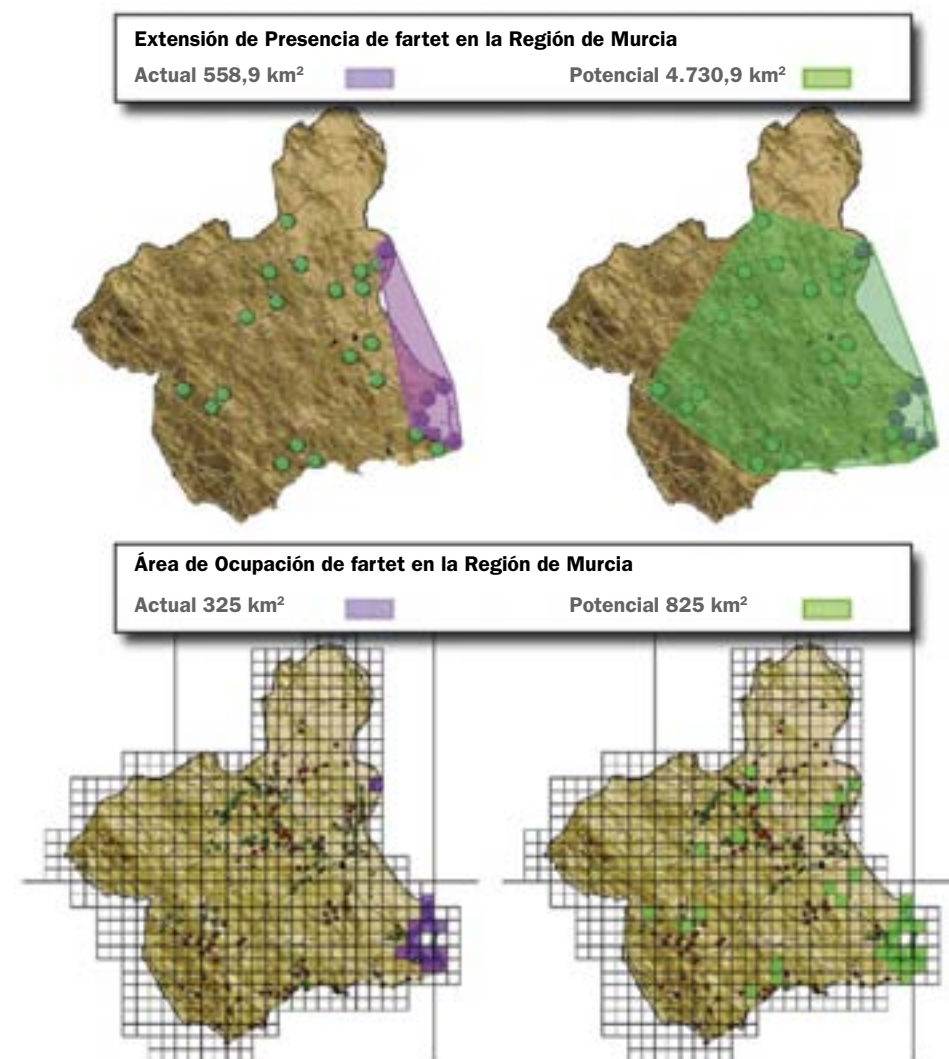 Extensión de Presencia de fartet en la Región de Murcia
Actual 558,9 km² Potencial 4.730,9 km²
Área de Ocupación de fartet en la Región de Murcia
Actual 325 km² Potencial 825 km²